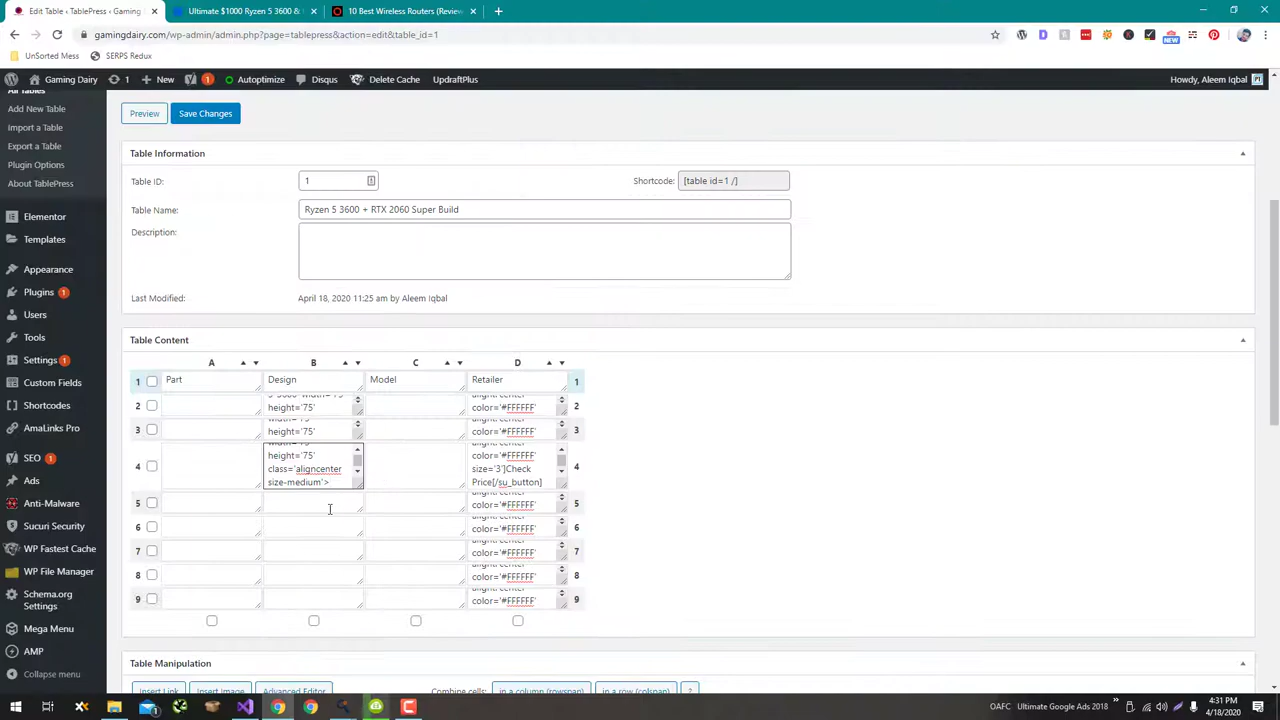 Edit Table ‹ TablePress ‹ Gaming
Ultimate $1000 Ryzen 5 3600 &
10 Best Wireless Routers (Review
gamingdairy.com/wp-admin/admin.php?page=tablepress&action=edit&table_id=1
UnSorted Mess
SERPS Redux
NEW
Gaming Dairy
1
New
1
Autoptimize
Disqus
Delete Cache
UpdraftPlus
Howdy, Aleem Iqbal
All Tables
Add New Table
Import a Table
Export a Table
Plugin Options
About TablePress
Elementor
Templates
Appearance
Plugins 1
Users
Tools
Settings 1
Custom Fields
Shortcodes
AmaLinks Pro
SEO 1
Ads
Anti-Malware
Sucuri Security
WP Fastest Cache
WP File Manager
Schema.org
Settings
Mega Menu
AMP
Collapse menu
Preview
Save Changes
Table Information
Table ID:
1
Shortcode:
[table id=1 /]
Table Name:
Ryzen 5 3600 + RTX 2060 Super Build
Description:
Last Modified:
April 18, 2020 11:25 am by Aleem Iqbal
Table Content
A B C D
1 Part Design Model Retailer 1
2 height='75' color='#FFFFFF' 2
3 height='75' color='#FFFFFF' 3
4 height='75' color='#FFFFFF' 4
class='aligncenter size='3']Check
size-medium'> Price[/su_button]
5 color='#FFFFFF' 5
6 color='#FFFFFF' 6
7 color='#FFFFFF' 7
8 color='#FFFFFF' 8
9 color='#FFFFFF' 9
Table Manipulation
Insert Link
Insert Image
Advanced Editor
Combine cells:
in a column (rowspan)
in a row (colspan)
?
OAFC
Ultimate Google Ads 2018
4:31 PM
4/18/2020